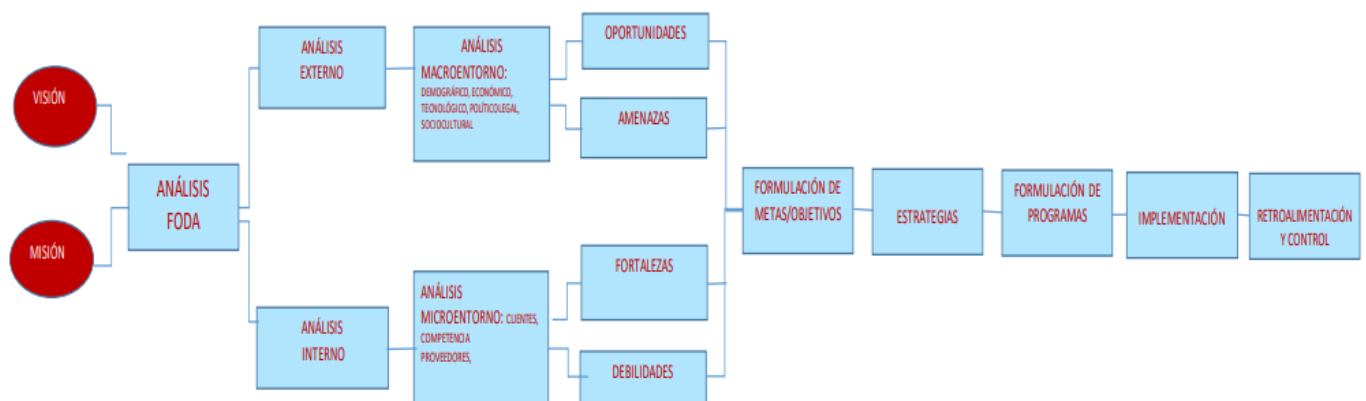 VISIÓN
MISIÓN
ANÁLISIS
FODA
ANÁLISIS
EXTERNO
ANÁLISIS
MACROENTORNO:
DEMOGRÁFICO, ECONÓMICO,
TECNOLÓGICO, POLÍTICOLEGAL,
SOCIOCULTURAL
OPORTUNIDADES
AMENAZAS
ANÁLISIS
INTERNO
ANÁLISIS
MICROENTORNO: CLIENTES,
COMPETENCIA
PROVEEDORES,
FORTALEZAS
DEBILIDADES
FORMULACIÓN DE
METAS/OBJETIVOS
ESTRATEGIAS
FORMULACIÓN DE
PROGRAMAS
IMPLEMENTACIÓN
RETROALIMENTACIÓN
Y CONTROL